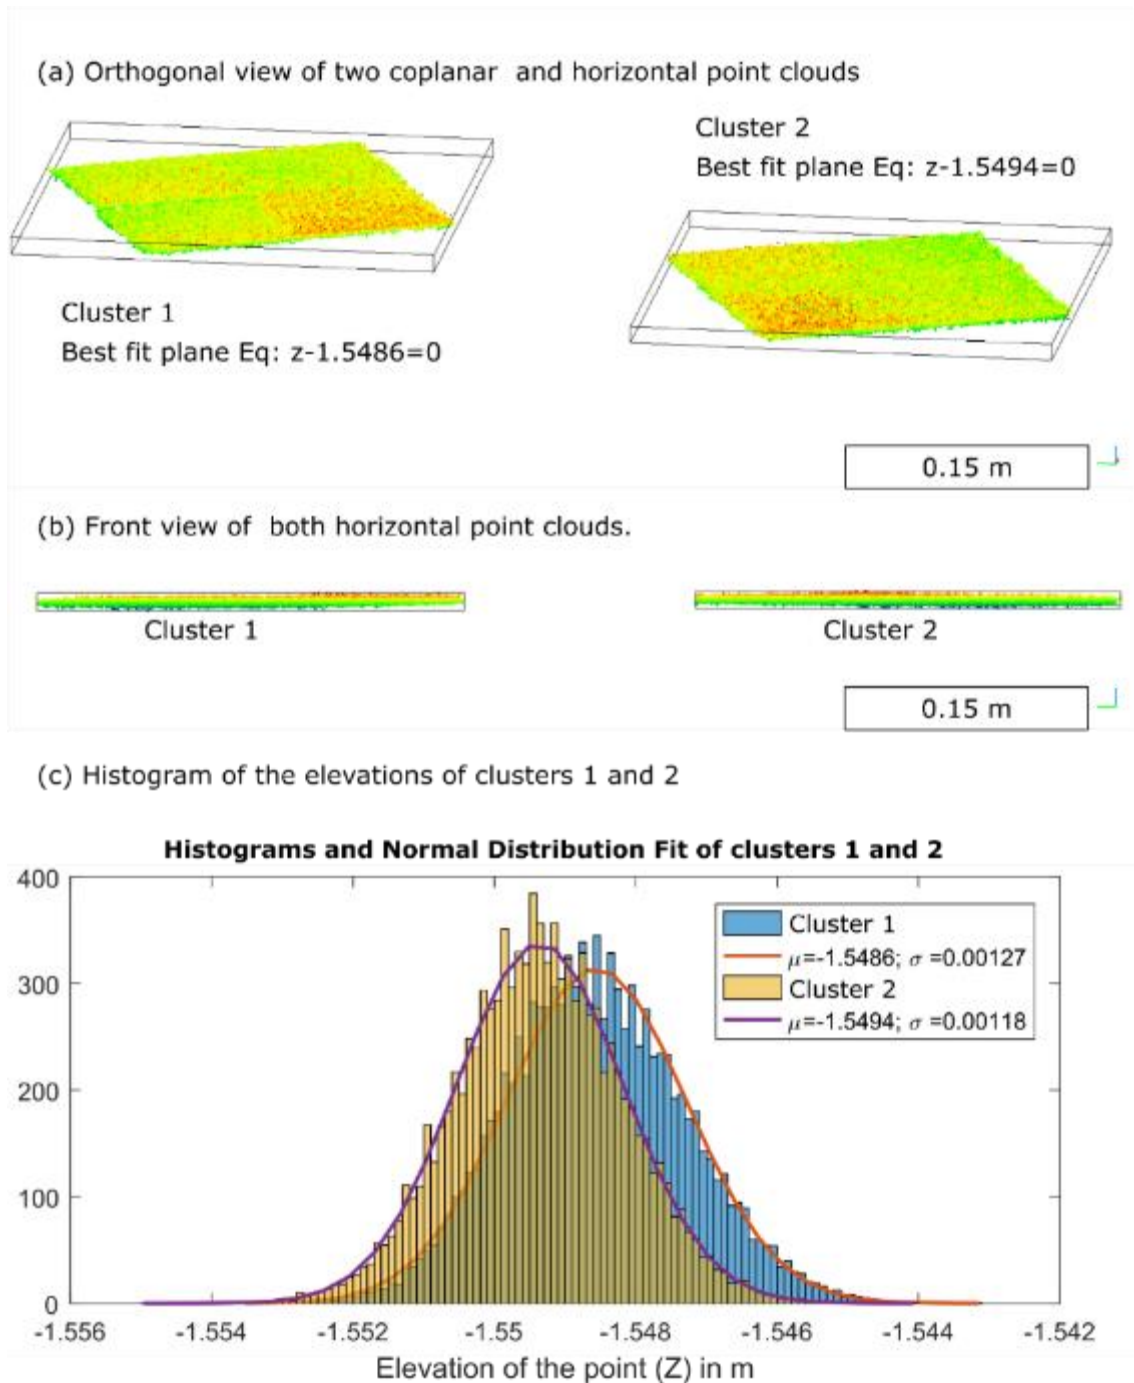 (a) Orthogonal view of two coplanar and horizontal point clouds
Cluster 2
Best fit plane Eq: z-1.5494=0
Cluster 1
Best fit plane Eq: z-1.5486=0
0.15 m
(b) Front view of both horizontal point clouds.
Cluster 1
Cluster 2
0.15 m
(c) Histogram of the elevations of clusters 1 and 2
Histograms and Normal Distribution Fit of clusters 1 and 2
400
300
200
100
0
Cluster 1
μ=-1.5486; σ =0.00127
Cluster 2
μ=-1.5494; σ =0.00118
-1.556 -1.554 -1.552 -1.55 -1.548 -1.546 -1.544 -1.542
Elevation of the point (Z) in m